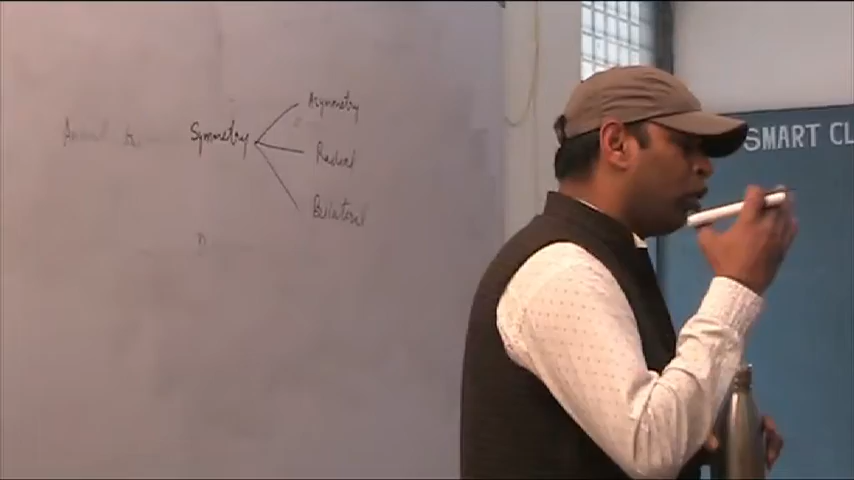 Asymmetry
Symmetry
Radial
Bilateral
SMART CL